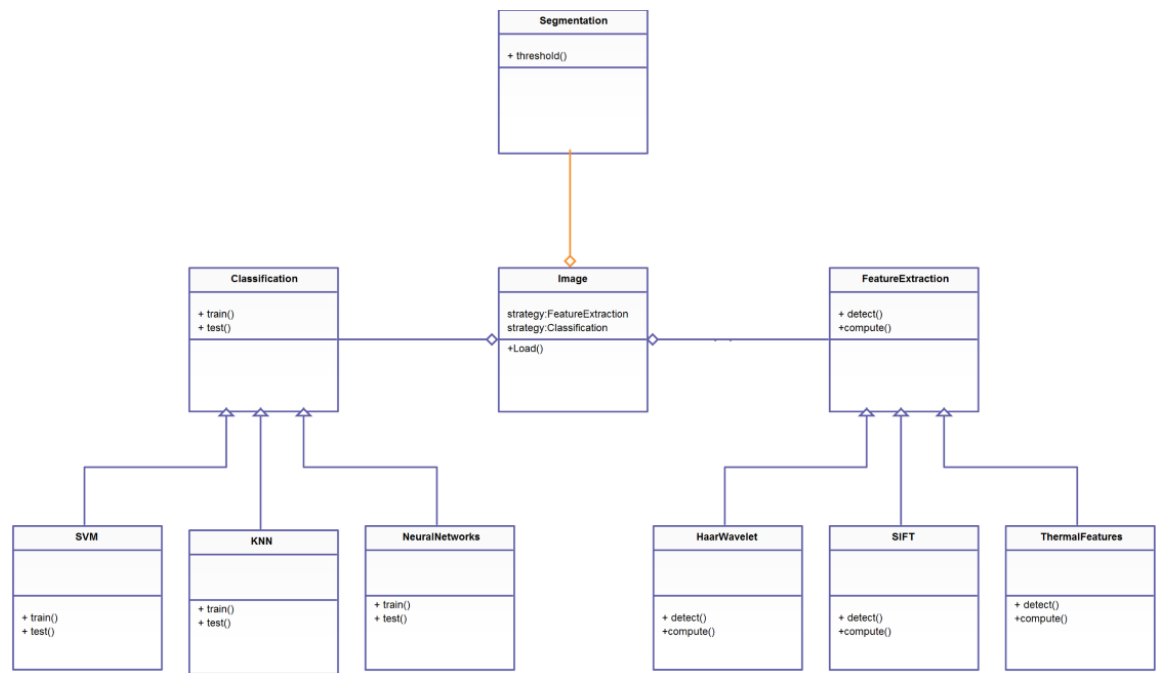 Segmentation
+ threshold()
Classification
+ train()
+ test()
Image
strategy:FeatureExtraction
strategy:Classification
+Load()
FeatureExtraction
+ detect()
+compute()
SVM
+ train()
+ test()
KNN
+ train()
+ test()
NeuralNetworks
+ train()
+ test()
HaarWavelet
+ detect()
+compute()
SIFT
+ detect()
+compute()
ThermalFeatures
+ detect()
+compute()